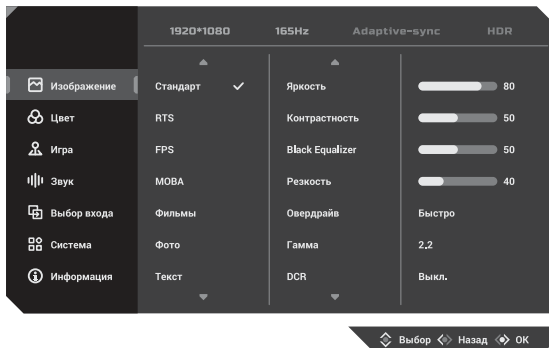 1920*1080 165Hz Adaptive-sync HDR
Изображение Стандарт Яркость 80
Цвет RTS Контрастность 50
Игра FPS Black Equalizer 50
Звук MOBA Резкость 40
Выбор входа Фильмы Овердрайв Быстро
Система Фото Гамма 2.2
Информация Текст DCR Выкл.
Выбор Назад OK